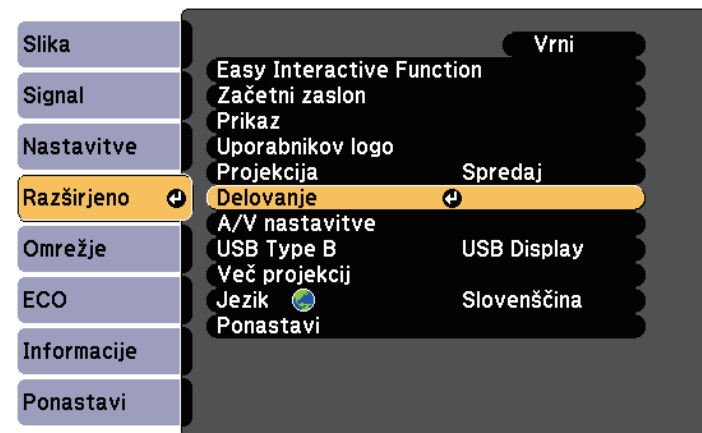 Slika
Signal
Nastavitve
Razširjeno
Omrežje
ECO
Informacije
Ponastavi
Vrni
Easy Interactive Function
Začetni zaslon
Prikaz
Uporabnikov logo
Projekcija Spredaj
Delovanje
A/V nastavitve
USB Type B USB Display
Več projekcij
Jezik Slovenščina
Ponastavi